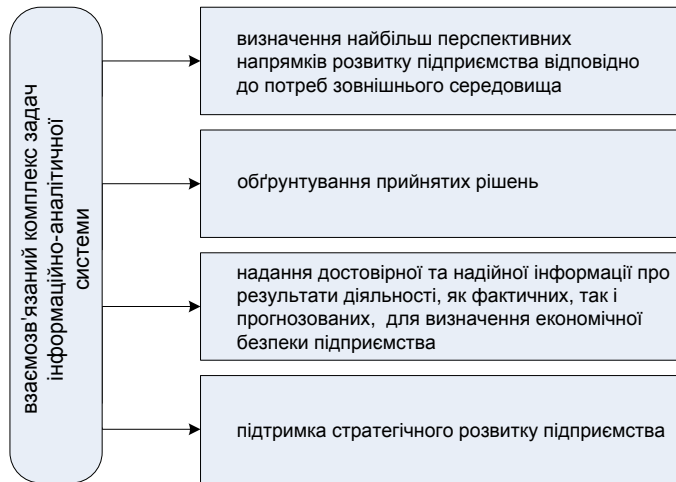 взаємозв'язаний комплекс задач
інформаційно-аналітичної
системи
визначення найбільш перспективних
напрямків розвитку підприємства відповідно
до потреб зовнішнього середовища
обґрунтування прийнятих рішень
надання достовірної та надійної інформації про
результати діяльності, як фактичних, так і
прогнозованих, для визначення економічної
безпеки підприємства
підтримка стратегічного розвитку підприємства